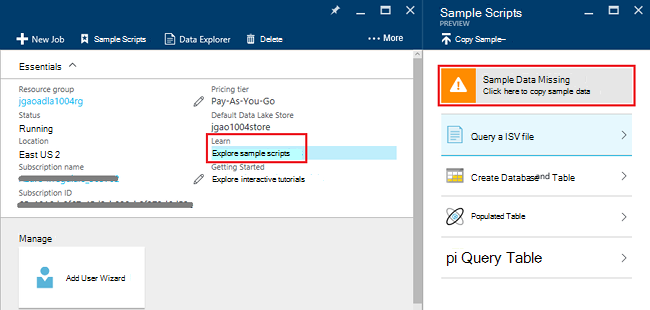 + New Job
Sample Scripts
Data Explorer
Delete
••• More
Essentials
Resource group
jgaoadla1004rg
Status
Running
Location
East US 2
Subscription name
Subscription ID
Pricing tier
Pay-As-You-Go
Default Data Lake Store
jgao1004store
Learn
Explore sample scripts
Getting Started
Explore interactive tutorials
Manage
Add User Wizard
Sample Scripts
PREVIEW
Copy Sample–
Sample Data Missing
Click here to copy sample data
Query a ISV file
Create Database and Table
Populated Table
pi Query Table